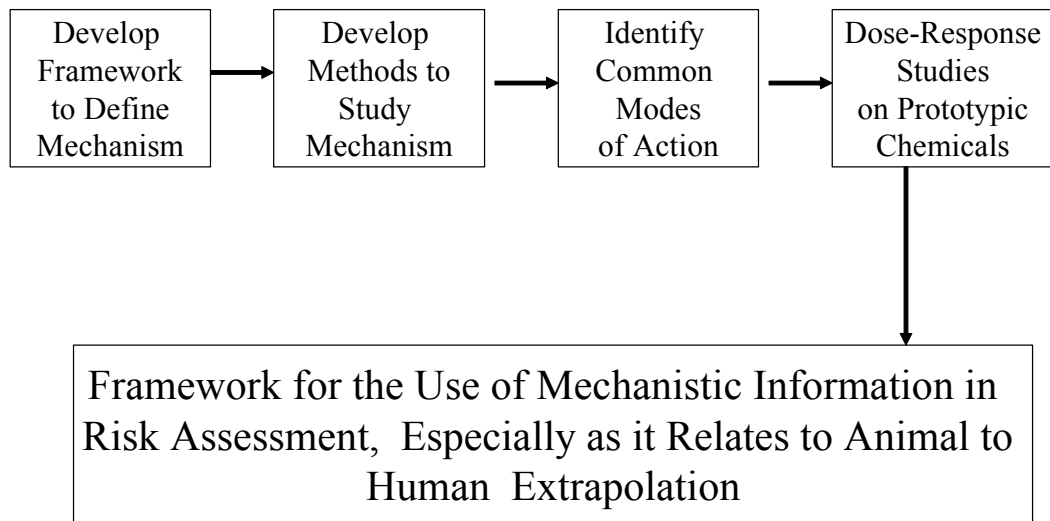 Develop
Framework
to Define
Mechanism
Develop
Methods to
Study
Mechanism
Identify
Common
Modes
of Action
Dose-Response
Studies
on Prototypic
Chemicals
Framework for the Use of Mechanistic Information in
Risk Assessment, Especially as it Relates to Animal to
Human Extrapolation